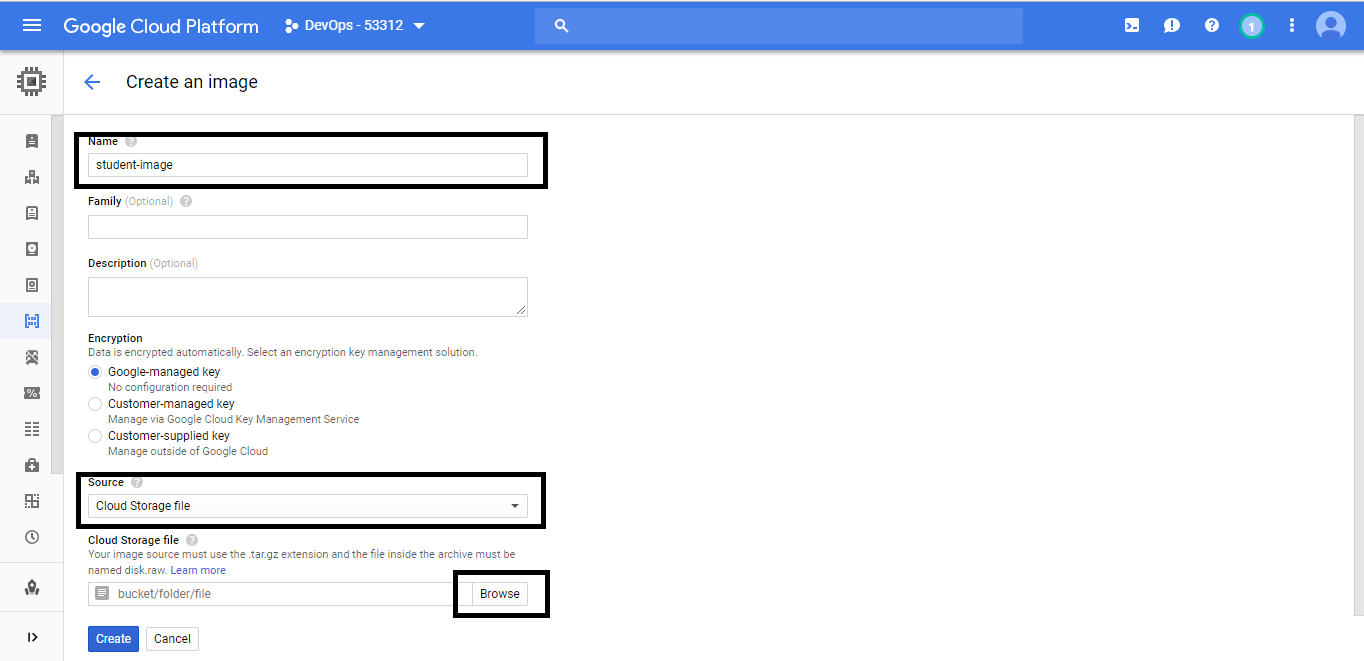 Google Cloud Platform
DevOps - 53312
1
Create an image
Name
student-image
Family (Optional)
Description (Optional)
Encryption
Data is encrypted automatically. Select an encryption key management solution.
Google-managed key
No configuration required
Customer-managed key
Manage via Google Cloud Key Management Service
Customer-supplied key
Manage outside of Google Cloud
Source
Cloud Storage file
Cloud Storage file
Your image source must use the .tar.gz extension and the file inside the archive must be
named disk.raw. Learn more
bucket/folder/file
Browse
Create
Cancel